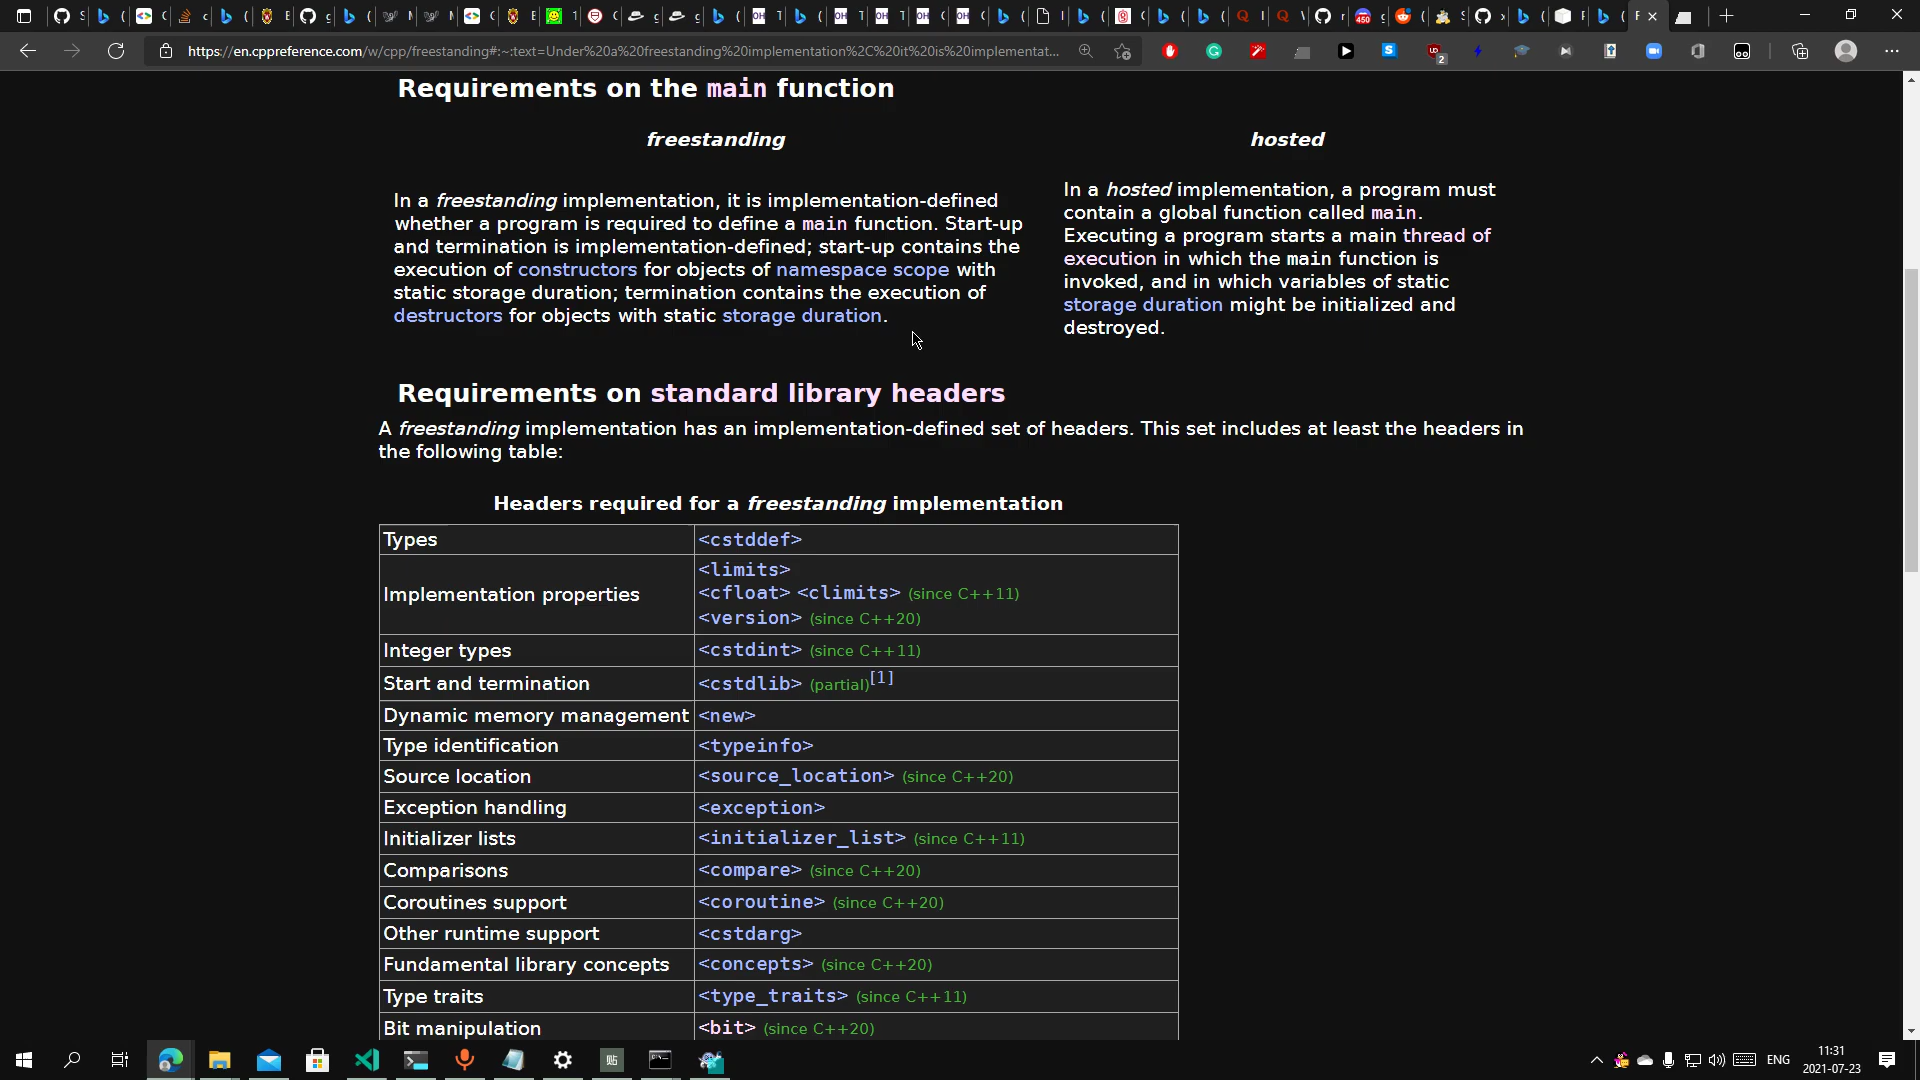 https://en.cppreference.com/w/cpp/freestanding#:~:text=Under%20a%20freestanding%20implementation%2C%20it%20is%20implementat...
Requirements on the main function
freestanding
hosted
In a freestanding implementation, it is implementation-defined
whether a program is required to define a main function. Start-up
and termination is implementation-defined; start-up contains the
execution of constructors for objects of namespace scope with
static storage duration; termination contains the execution of
destructors for objects with static storage duration.
In a hosted implementation, a program must
contain a global function called main.
Executing a program starts a main thread of
execution in which the main function is
invoked, and in which variables of static
storage duration might be initialized and
destroyed.
Requirements on standard library headers
A freestanding implementation has an implementation-defined set of headers. This set includes at least the headers in
the following table:
Headers required for a freestanding implementation
Types <cstddef>
Implementation properties
<limits>
<cfloat> <climits> (since C++11)
<version> (since C++20)
Integer types <cstdint> (since C++11)
Start and termination <cstdlib> (partial)[1]
Dynamic memory management <new>
Type identification <typeinfo>
Source location <source_location> (since C++20)
Exception handling <exception>
Initializer lists <initializer_list> (since C++11)
Comparisons <compare> (since C++20)
Coroutines support <coroutine> (since C++20)
Other runtime support <cstdarg>
Fundamental library concepts <concepts> (since C++20)
Type traits <type_traits> (since C++11)
Bit manipulation <bit> (since C++20)
ENG
11:31
2021-07-23